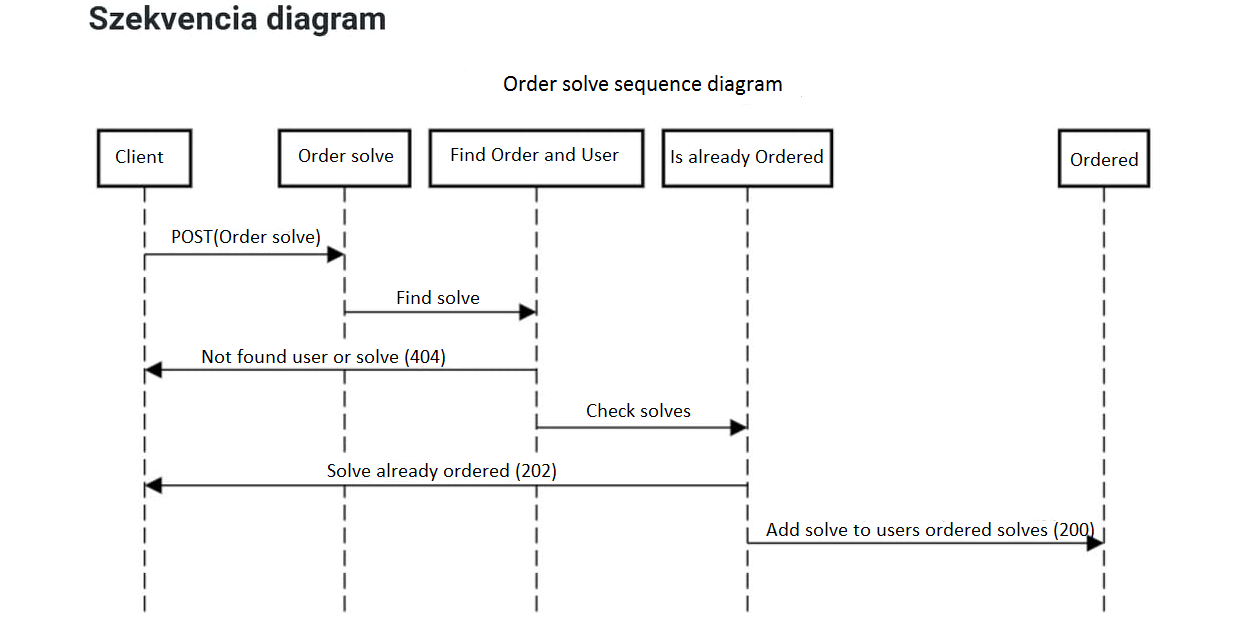 Szekvencia diagram
Order solve sequence diagram
Client
Order solve
Find Order and User
Is already Ordered
Ordered
POST(Order solve)
Find solve
Not found user or solve (404)
Check solves
Solve already ordered (202)
Add solve to users ordered solves (200)